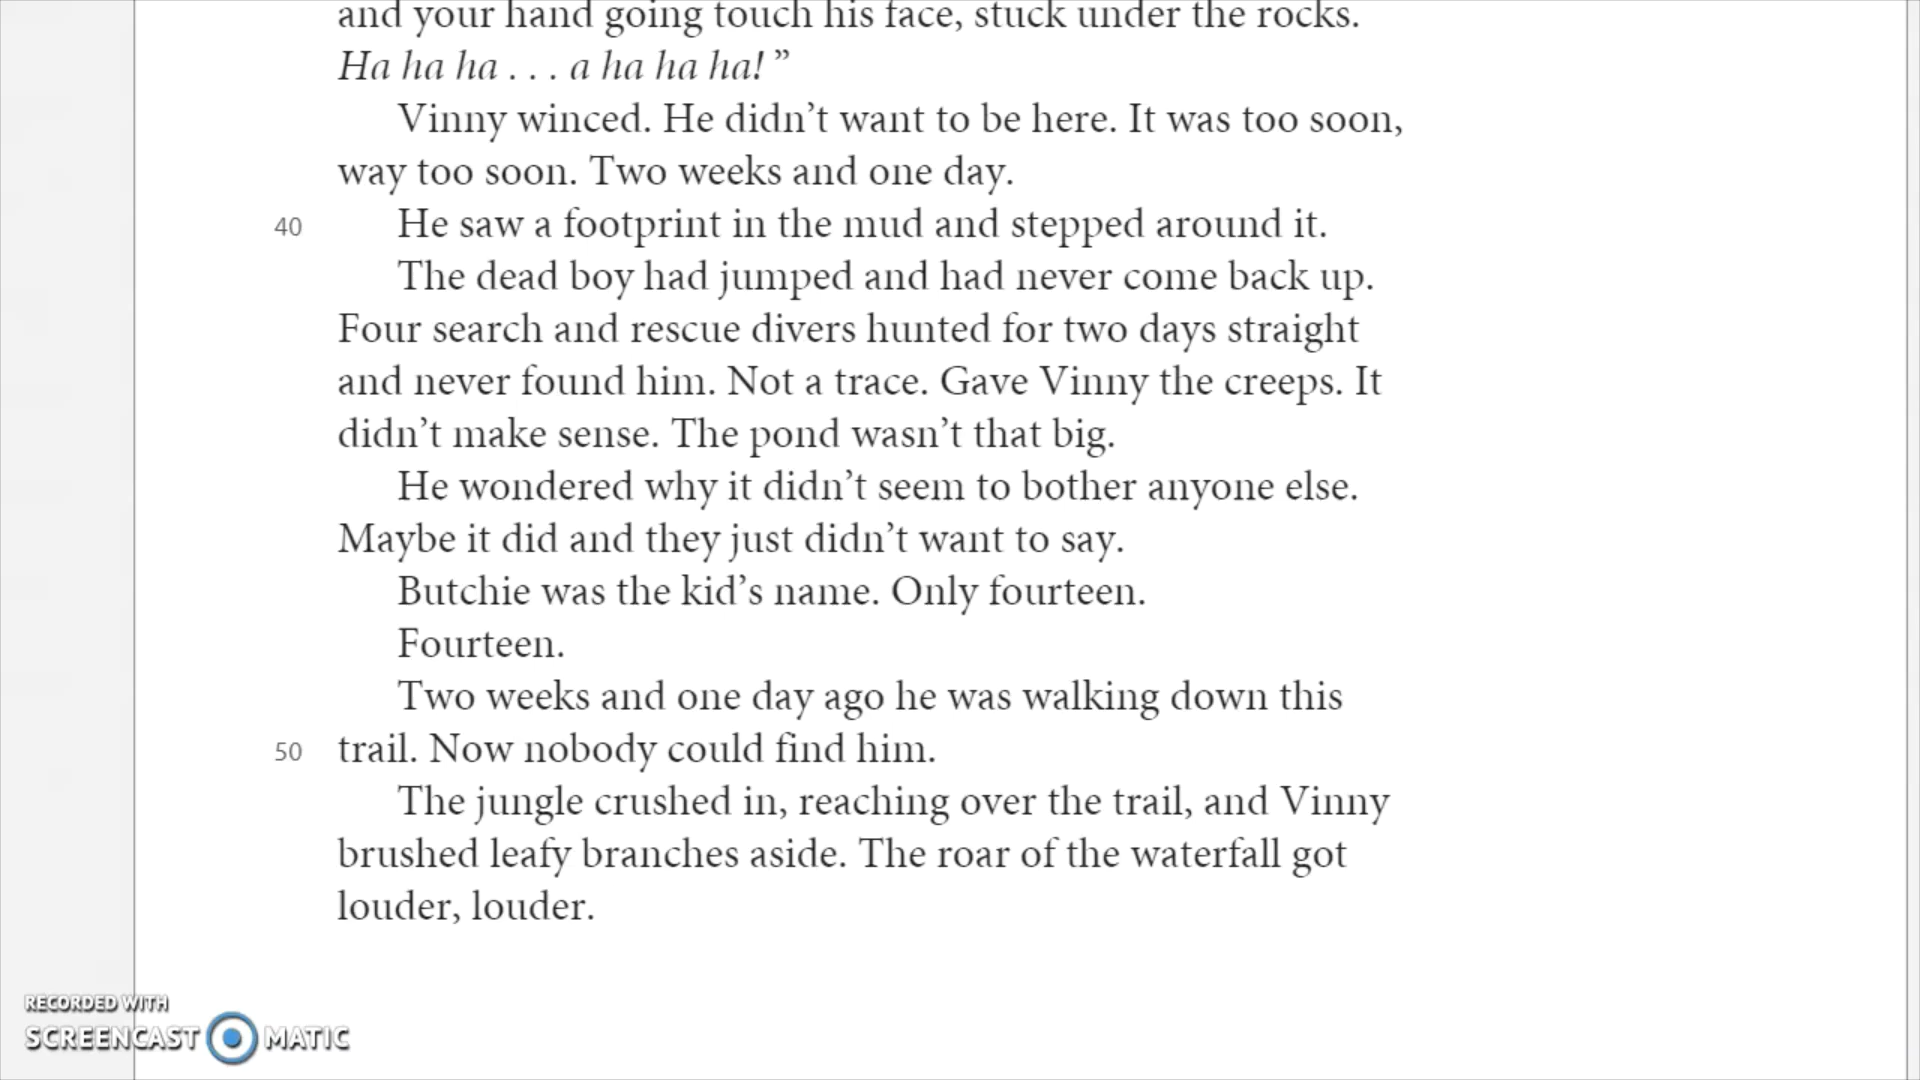 and your hand going touch his face, stuck under the rocks.
Ha ha ha . . . a ha ha ha! ”
Vinny winced. He didn’t want to be here. It was too soon,
way too soon. Two weeks and one day.
40 He saw a footprint in the mud and stepped around it.
The dead boy had jumped and had never come back up.
Four search and rescue divers hunted for two days straight
and never found him. Not a trace. Gave Vinny the creeps. It
didn’t make sense. The pond wasn’t that big.
He wondered why it didn’t seem to bother anyone else.
Maybe it did and they just didn’t want to say.
Butchie was the kid’s name. Only fourteen.
Fourteen.
Two weeks and one day ago he was walking down this
50 trail. Now nobody could find him.
The jungle crushed in, reaching over the trail, and Vinny
brushed leafy branches aside. The roar of the waterfall got
louder, louder.
RECORDED WITH
SCREENCAST MATIC